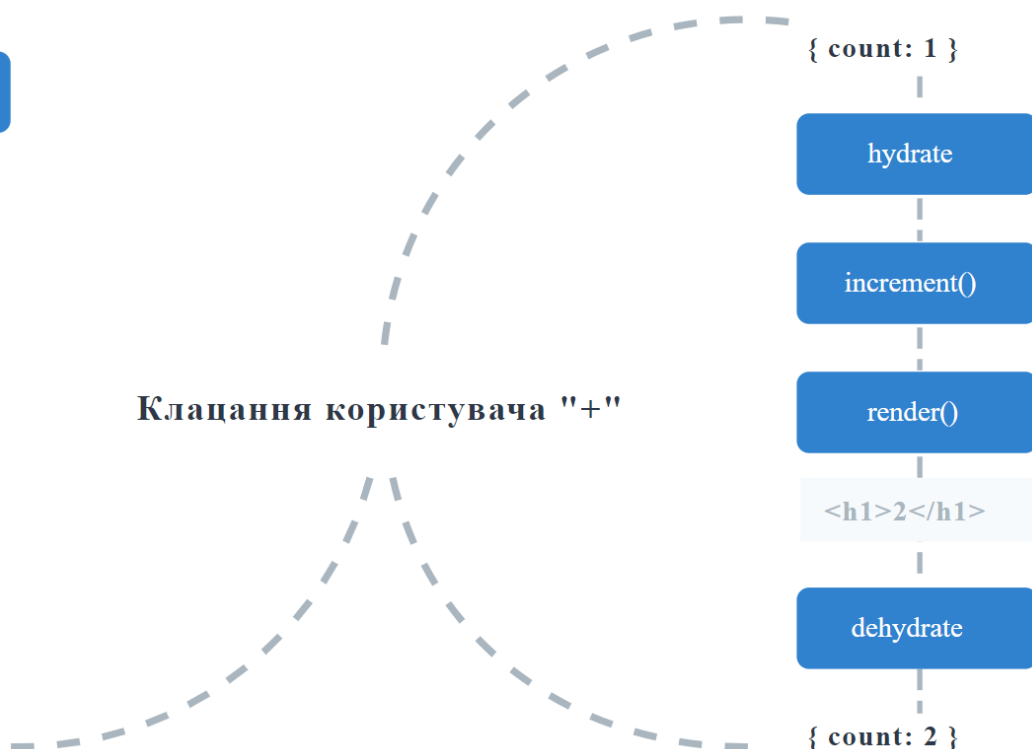 { count: 1 }
hydrate
increment()
render()
Клацання користувача "+"
<h1>2</h1>
dehydrate
{ count: 2 }